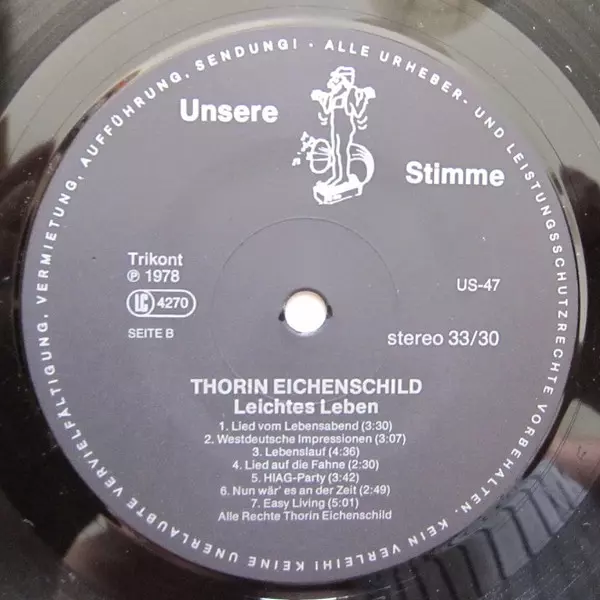 ALLE URHEBER- UND LEISTUNGSSCHUTZRECHTE VORBEHALTEN. KEIN VERLEIH! KEINE UNERLAUBTE VERVIELFÄLTIGUNG, VERMIETUNG, AUFFÜHRUNG, SENDUNG! ·
Unsere
Stimme
Trikont
℗ 1978
LC 4270
SEITE B
US-47
stereo 33/30
THORIN EICHENSCHILD
Leichtes Leben
1. Lied vom Lebensabend (3:30)
2. Westdeutsche Impressionen (3:07)
3. Lebenslauf (4:36)
4. Lied auf die Fahne (2:30)
5. HIAG-Party (3:42)
6. Nun wär' es an der Zeit (2:49)
7. Easy Living (5:01)
Alle Rechte Thorin Eichenschild